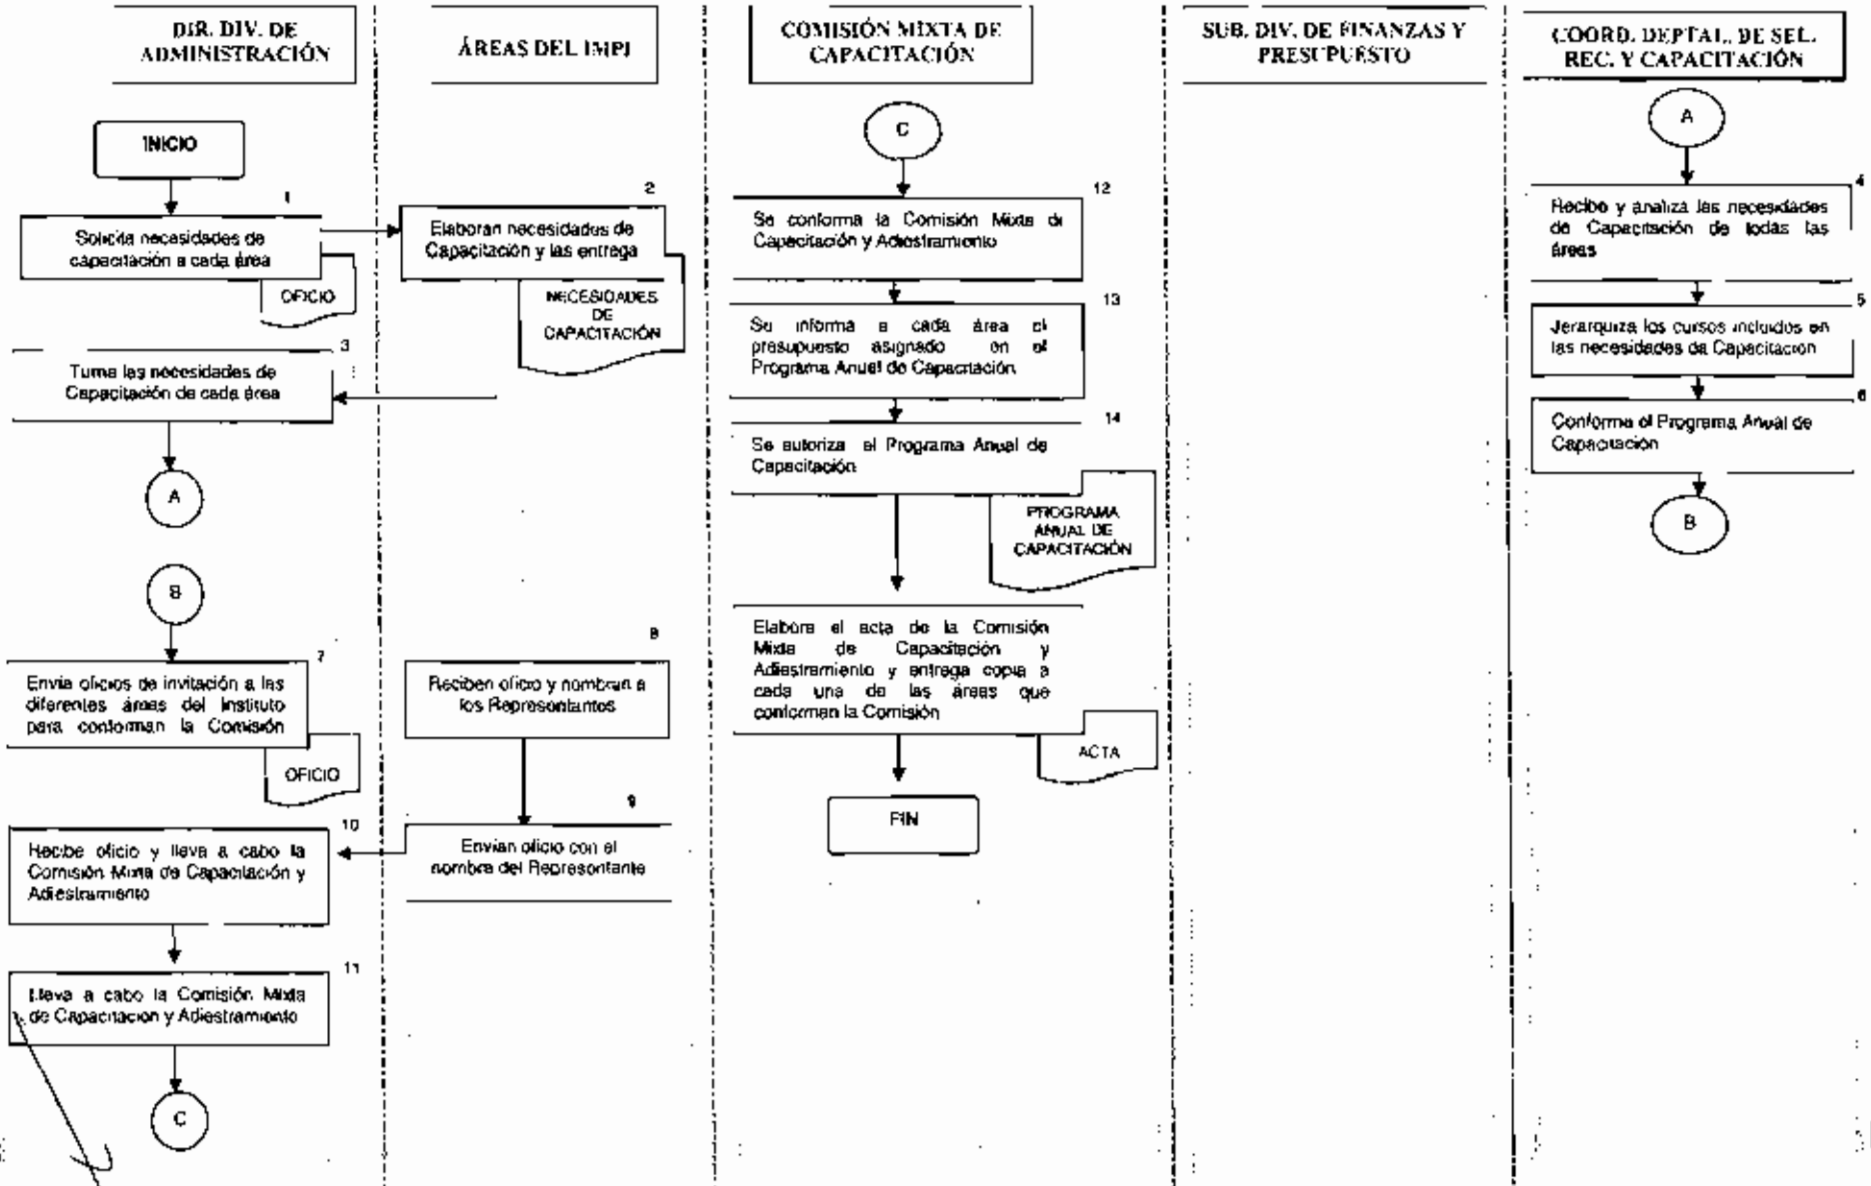 DIR. DIV. DE
ADMINISTRACIÓN
ÁREAS DEL IMPI
COMISIÓN MIXTA DE
CAPACITACIÓN
SUB. DIV. DE FINANZAS Y
PRESUPUESTO
COORD. DEPTAL. DE SEL.
REC. Y CAPACITACIÓN
INICIO
1
Solicita necesidades de
capacitación a cada área
OFICIO
2
Elaboran necesidades de
Capacitación y las entrega
NECESIDADES
DE
CAPACITACIÓN
3
Turna las necesidades de
Capacitación de cada área
A
B
7
Envía oficios de invitación a las
diferentes áreas del Instituto
para conforman la Comisión
OFICIO
8
Reciben oficio y nombran a
los Representantes
9
Envían oficio con el
nombre del Representante
10
Recibe oficio y lleva a cabo la
Comisión Mixta de Capacitación y
Adiestramiento
11
Lleva a cabo la Comisión Mixta
de Capacitación y Adiestramiento
C
C
12
Se conforma la Comisión Mixta de
Capacitación y Adiestramiento
13
Se informa a cada área el
presupuesto asignado en el
Programa Anual de Capacitación
14
Se autoriza el Programa Anual de
Capacitación
PROGRAMA
ANUAL DE
CAPACITACIÓN
Elabora el acta de la Comisión
Mixta de Capacitación y
Adiestramiento y entrega copia a
cada una de las áreas que
conforman la Comisión
ACTA
FIN
A
4
Recibe y analiza las necesidades
de Capacitación de todas las
áreas
5
Jerarquiza los cursos incluidos en
las necesidades de Capacitación
6
Conforma el Programa Anual de
Capacitación
B